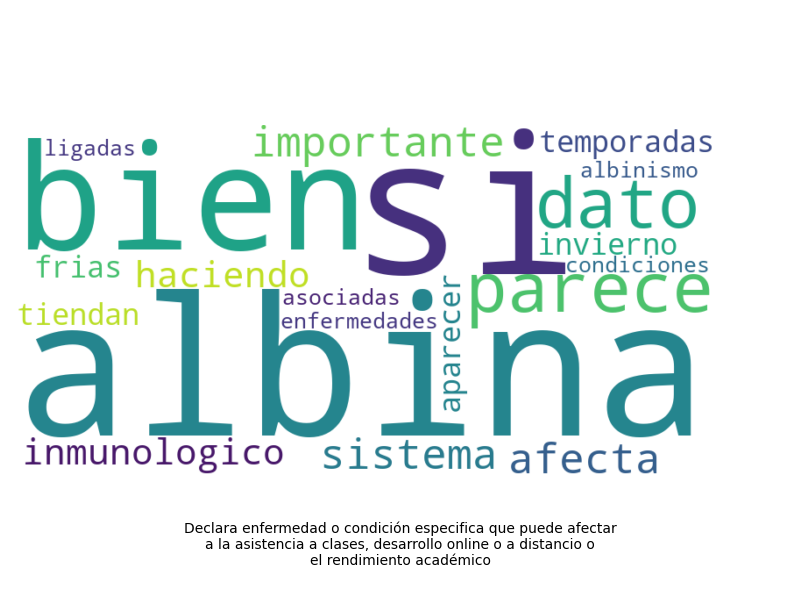 ligadas
importante
temporadas
bien
si
albinismo
dato
invierno
frias
haciendo
condiciones
parece
asociadas
tiendan
enfermedades
aparecer
albina
inmunologico
sistema
afecta
Declara enfermedad o condición especifica que puede afectar
a la asistencia a clases, desarrollo online o a distancio o
el rendimiento académico